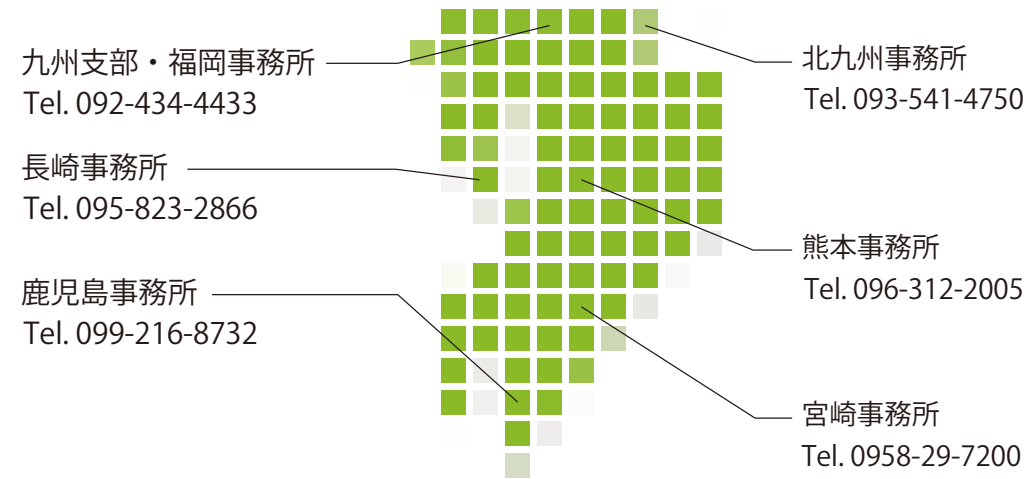 九州支部・福岡事務所
Tel. 092-434-4433
長崎事務所
Tel. 095-823-2866
鹿児島事務所
Tel. 099-216-8732
北九州事務所
Tel. 093-541-4750
熊本事務所
Tel. 096-312-2005
宮崎事務所
Tel. 0958-29-7200